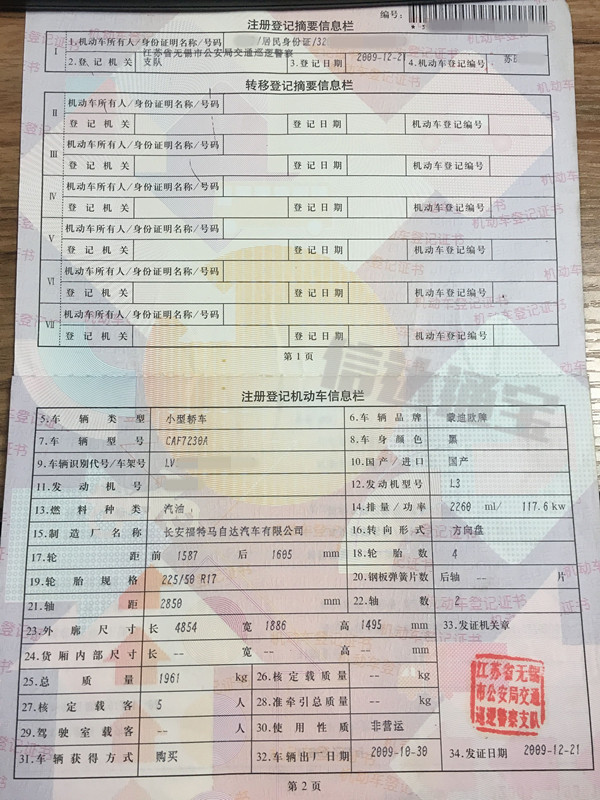 注册登记摘要信息栏 编号:
I 1.机动车所有人/身份证明名称/号码 /居民身份证/32
2.登记机关 江苏省无锡市公安局交通巡逻警察支队 3.登记日期 2009-12-21 4.机动车登记编号 苏B
转移登记摘要信息栏
II 机动车所有人/身份证明名称/号码
登记机关 登记日期 机动车登记编号
III 机动车所有人/身份证明名称/号码
登记机关 登记日期 机动车登记编号
IV 机动车所有人/身份证明名称/号码
登记机关 登记日期 机动车登记编号
V 机动车所有人/身份证明名称/号码
登记机关 登记日期 机动车登记编号
VI 机动车所有人/身份证明名称/号码
登记机关 登记日期 机动车登记编号
VII 机动车所有人/身份证明名称/号码
登记机关 登记日期 机动车登记编号
第1页
注册登记机动车信息栏
5.车辆类型 小型轿车 6.车辆品牌 蒙迪欧牌
7.车辆型号 CAF7230A 8.车身颜色 黑
9.车辆识别代号/车架号 LV 10.国产/进口 国产
11.发动机号 12.发动机型号 L3
13.燃料种类 汽油 14.排量/功率 2260 ml/ 117.6 kw
15.制造厂名称 长安福特马自达汽车有限公司 16.转向形式 方向盘
17.轮距 前 1587 后 1605 mm 18.轮胎数 4
19.轮胎规格 225/50 R17 20.钢板弹簧片数 后轴 -- 片
21.轴距 2850 mm 22.轴数 2
23.外廓尺寸 长 4854 宽 1886 高 1495 mm 33.发证机关章
24.货厢内部尺寸 长 -- 宽 -- 高 -- mm
25.总质量 1961 kg 26.核定载质量 -- kg
27.核定载客 5 人 28.准牵引总质量 -- kg
29.驾驶室载客 -- 人 30.使用性质 非营运
31.车辆获得方式 购买 32.车辆出厂日期 2009-10-30 34.发证日期 2009-12-21
江苏省无锡
市公安局交通
巡逻警察支队
第2页